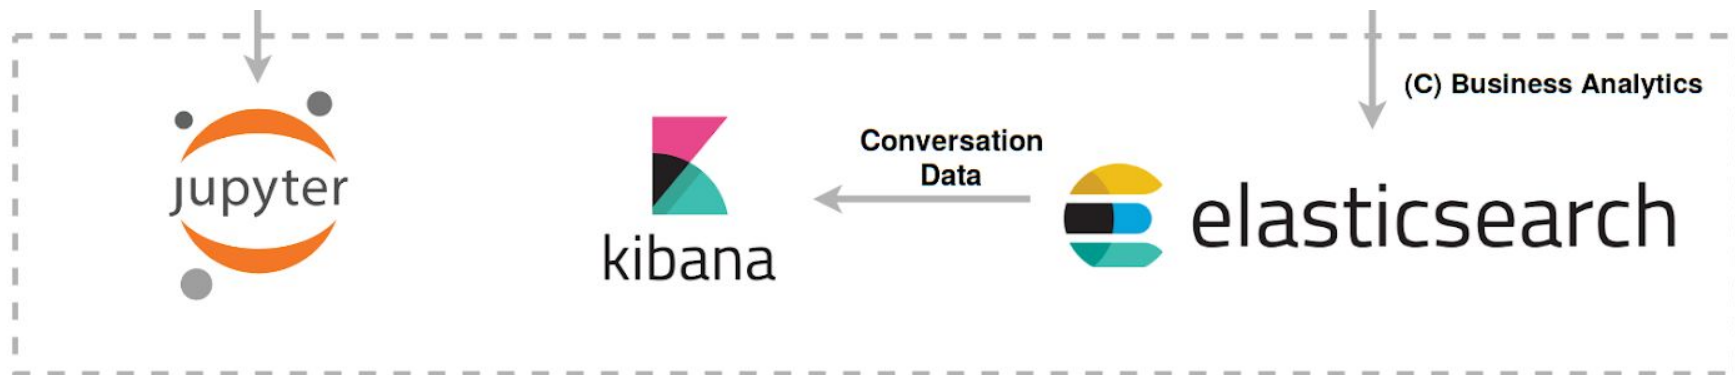 (C) Business Analytics
jupyter
kibana
Conversation
Data
elasticsearch